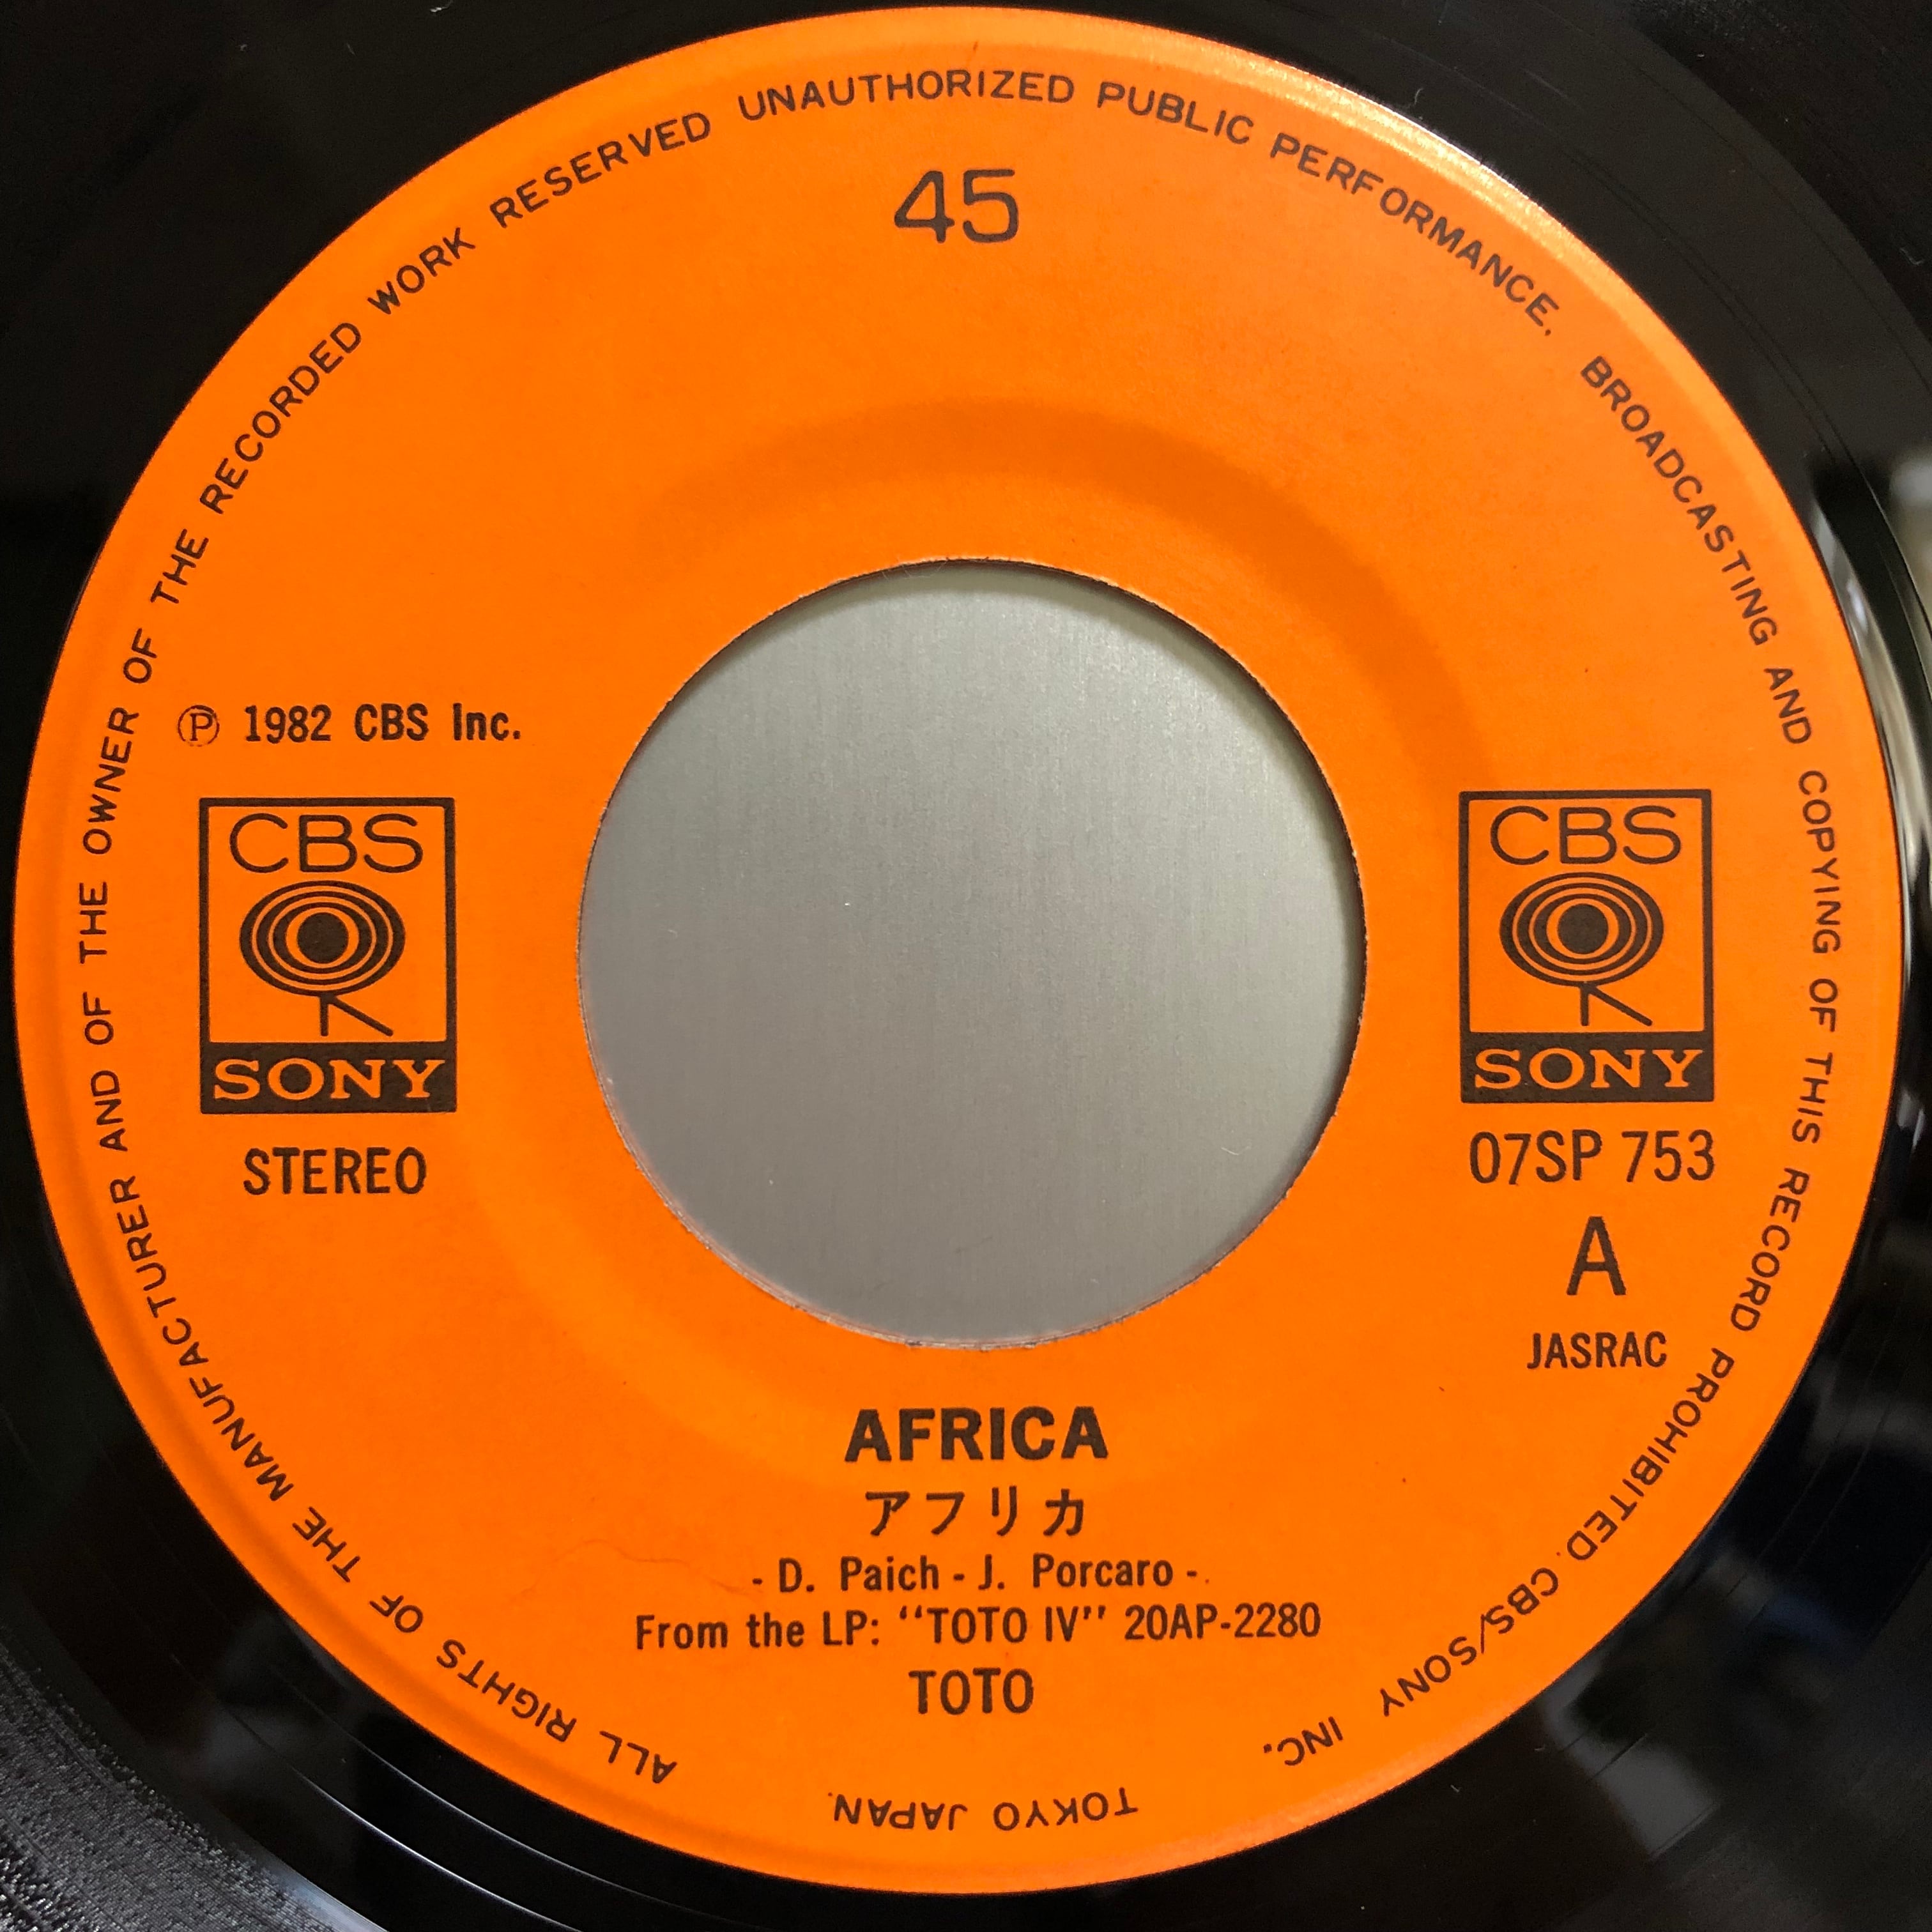 ALL RIGHTS OF THE MANUFACTURER AND OF THE OWNER OF THE RECORDED WORK RESERVED UNAUTHORIZED PUBLIC PERFORMANCE, BROADCASTING AND COPYING OF THIS RECORD PROHIBITED. CBS/SONY INC. TOKYO JAPAN.
45
℗ 1982 CBS Inc.
CBS
SONY
STEREO
CBS
SONY
07SP 753
A
JASRAC
AFRICA
アフリカ
- D. Paich - J. Porcaro -
From the LP: “TOTO IV” 20AP-2280
TOTO